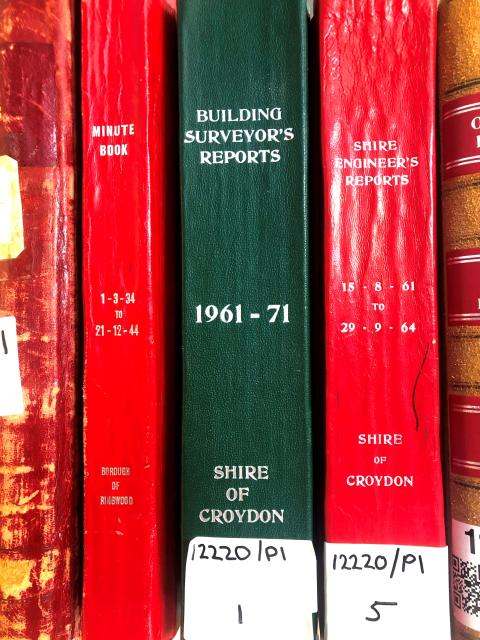 MINUTE
BOOK
1-3-34
TO
21-12-44
BOROUGH
OF
RINGWOOD
BUILDING
SURVEYOR'S
REPORTS
1961-71
SHIRE
OF
CROYDON
12220/P1
1
SHIRE
ENGINEER'S
REPORTS
15-8-61
TO
29-9-64
SHIRE
OF
CROYDON
12220/P1
5